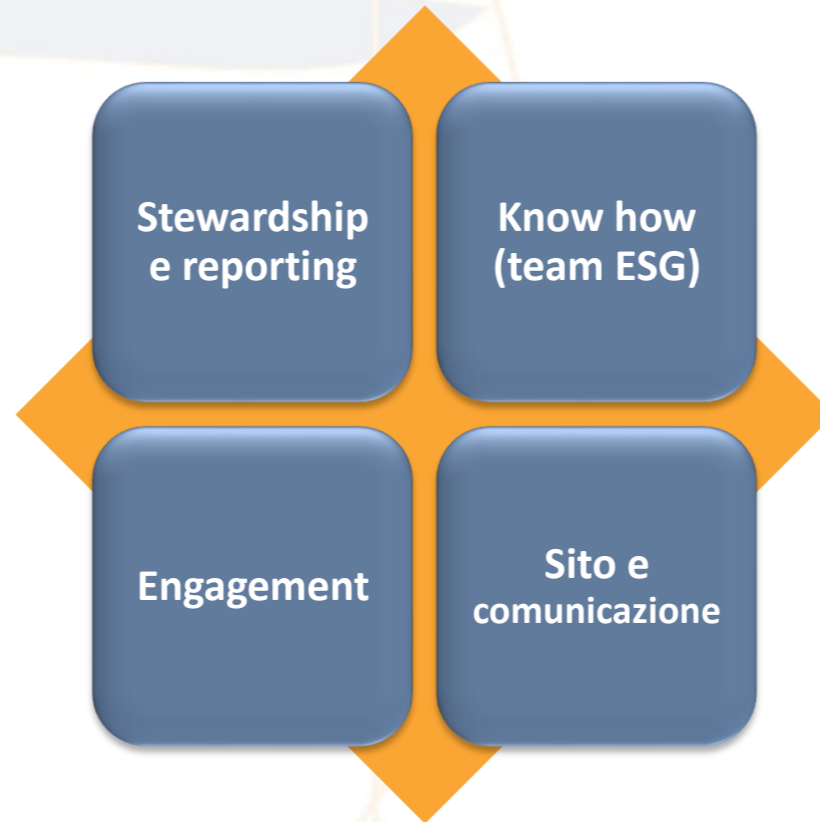 Stewardship
e reporting
Know how
(team ESG)
Engagement
Sito e
comunicazione